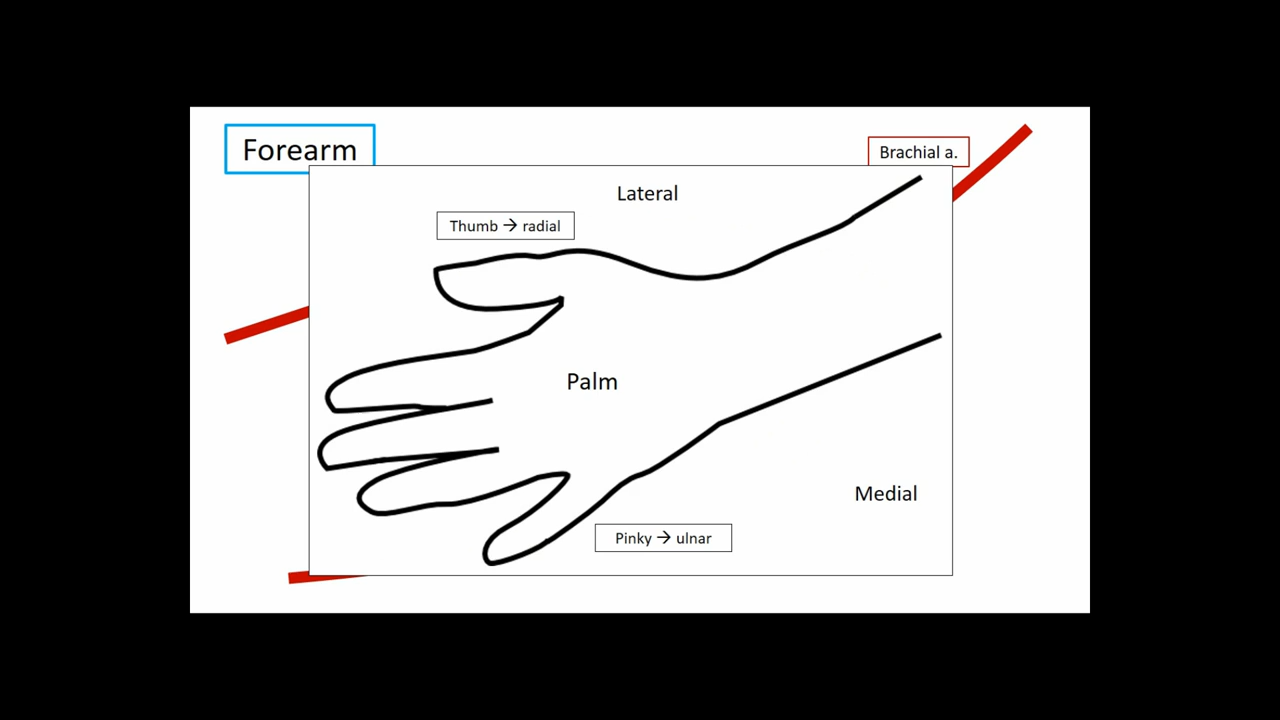 Forearm
Brachial a.
Lateral
Thumb → radial
Palm
Medial
Pinky → ulnar